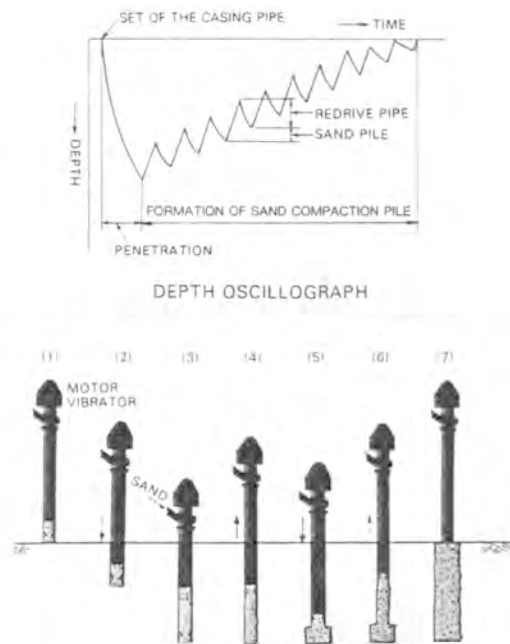 SET OF THE CASING PIPE
TIME
DEPTH
REDRIVE PIPE
SAND PILE
FORMATION OF SAND COMPACTION PILE
PENETRATION
DEPTH OSCILLOGRAPH
(1) (2) (3) (4) (5) (6) (7)
MOTOR
VIBRATOR
SAND